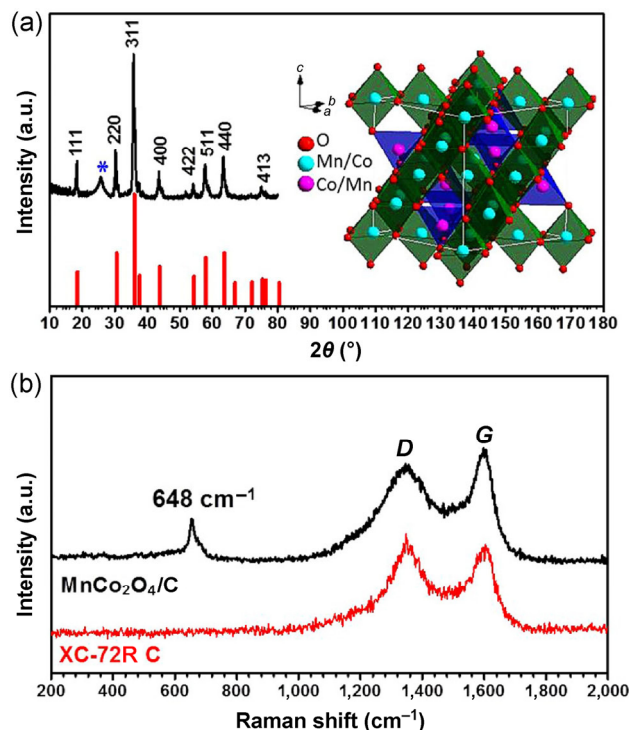 (a)
Intensity (a.u.)
111
*
220
311
400
422
511
440
413
c
b
a
O
Mn/Co
Co/Mn
10 20 30 40 50 60 70 80 90 100 110 120 130 140 150 160 170 180
2θ (°)
(b)
Intensity (a.u.)
648 cm⁻¹
D
G
MnCo₂O₄/C
XC-72R C
200 400 600 800 1,000 1,200 1,400 1,600 1,800 2,000
Raman shift (cm⁻¹)